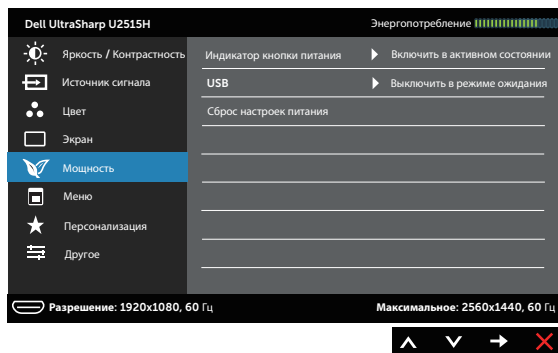 Dell UltraSharp U2515H Энергопотребление
Яркость / Контрастность Индикатор кнопки питания Включить в активном состоянии
Источник сигнала USB Выключить в режиме ожидания
Цвет Сброс настроек питания
Экран
Мощность
Меню
Персонализация
Другое
Разрешение: 1920x1080, 60 Гц Максимальное: 2560x1440, 60 Гц